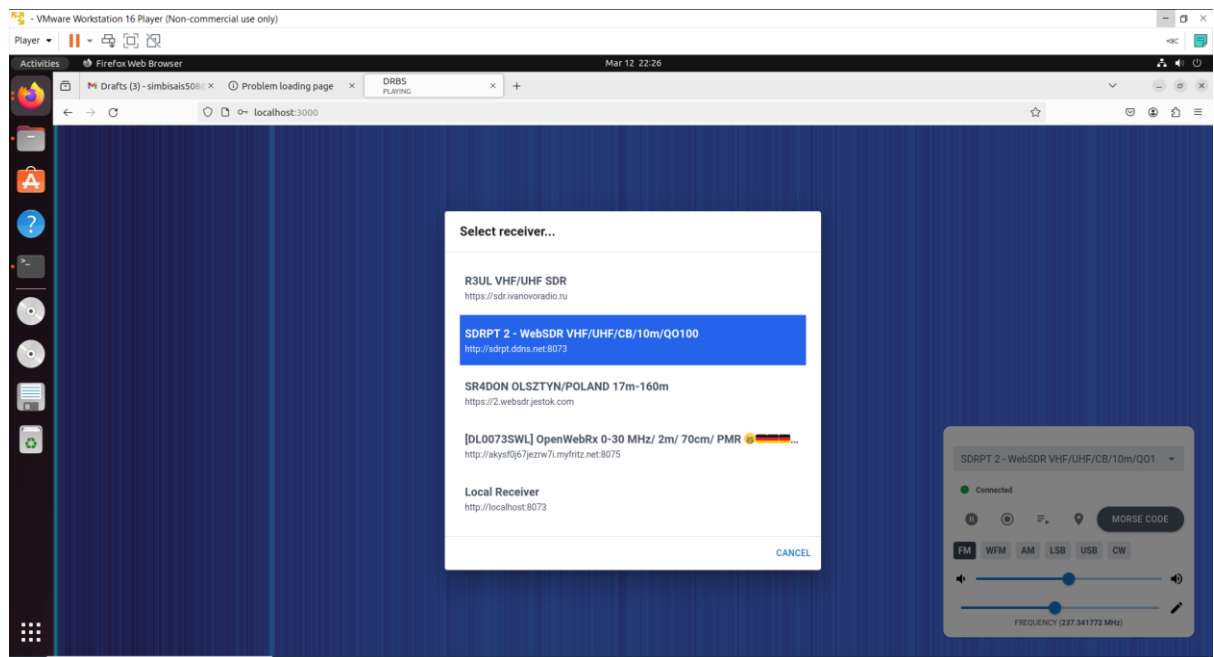 - VMware Workstation 16 Player (Non-commercial use only)
Player
Activities Firefox Web Browser Mar 12 22:26
Drafts (3) - simbisais508@ Problem loading page DRBS
PLAYING
localhost:3000
Select receiver...
R3UL VHF/UHF SDR
https://sdr.ivanovoradio.ru
SDRPT 2 - WebSDR VHF/UHF/CB/10m/QO100
http://sdrpt.ddns.net:8073
SR4DON OLSZTYN/POLAND 17m-160m
https://2.websdr.jestok.com
[DL0073SWL] OpenWebRx 0-30 MHz/ 2m/ 70cm/ PMR ...
http://akysf0j67jezrw7i.myfritz.net:8075
Local Receiver
http://localhost:8073
CANCEL
SDRPT 2 - WebSDR VHF/UHF/CB/10m/QO1
Connected
MORSE CODE
FM WFM AM LSB USB CW
FREQUENCY (237.341772 MHz)